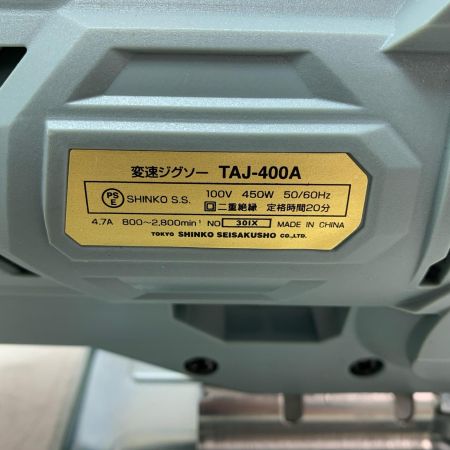 変速ジグソー TAJ-400A
PS E SHINKO S.S. 100V 450W 50/60Hz
二重絶縁 定格時間20分
4.7A 800～2,800min⁻¹ NO 301X MADE IN CHINA
TOKYO SHINKO SEISAKUSHO CO.,LTD.